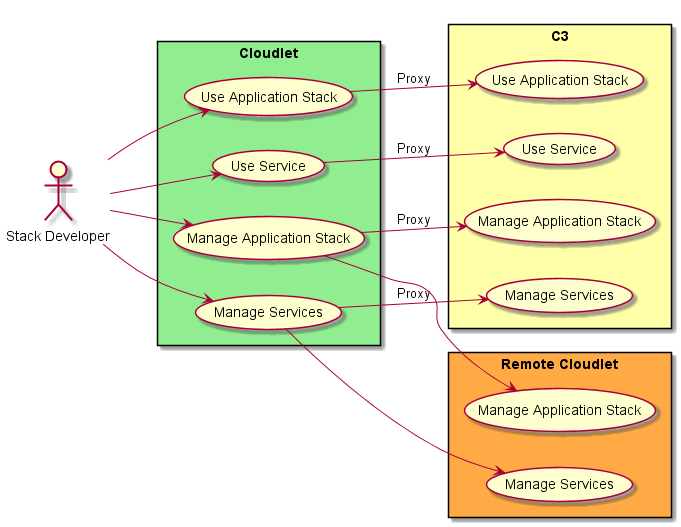 Stack Developer
Cloudlet
Use Application Stack
Use Service
Manage Application Stack
Manage Services
Proxy
Proxy
Proxy
Proxy
C3
Use Application Stack
Use Service
Manage Application Stack
Manage Services
Remote Cloudlet
Manage Application Stack
Manage Services